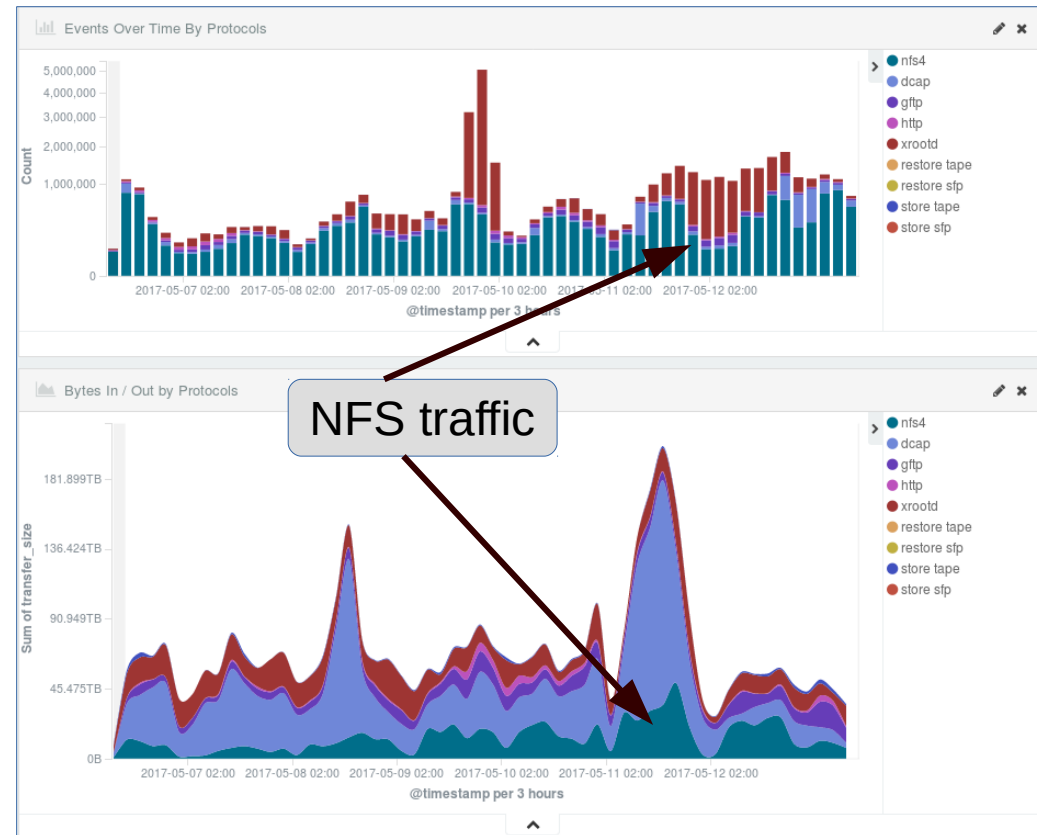 Events Over Time By Protocols
5,000,000
4,000,000
3,000,000
2,000,000
1,000,000
0
Count
2017-05-07 02:00 2017-05-08 02:00 2017-05-09 02:00 2017-05-10 02:00 2017-05-11 02:00 2017-05-12 02:00
@timestamp per 3 hours
nfs4
dcap
gftp
http
xrootd
restore tape
restore sfp
store tape
store sfp
NFS traffic
Bytes In / Out by Protocols
181.899TB
136.424TB
90.949TB
45.475TB
0B
Sum of transfer_size
2017-05-07 02:00 2017-05-08 02:00 2017-05-09 02:00 2017-05-10 02:00 2017-05-11 02:00 2017-05-12 02:00
@timestamp per 3 hours
nfs4
dcap
gftp
http
xrootd
restore tape
restore sfp
store tape
store sfp